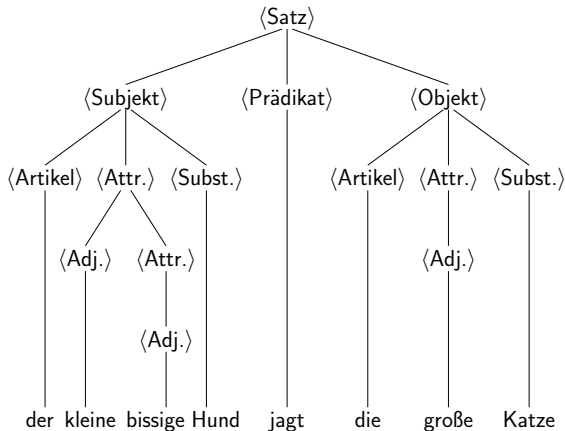 ⟨Satz⟩
⟨Subjekt⟩ ⟨Prädikat⟩ ⟨Objekt⟩
⟨Artikel⟩ ⟨Attr.⟩ ⟨Subst.⟩ ⟨Artikel⟩ ⟨Attr.⟩ ⟨Subst.⟩
⟨Adj.⟩ ⟨Attr.⟩ ⟨Adj.⟩
⟨Adj.⟩
der kleine bissige Hund jagt die große Katze